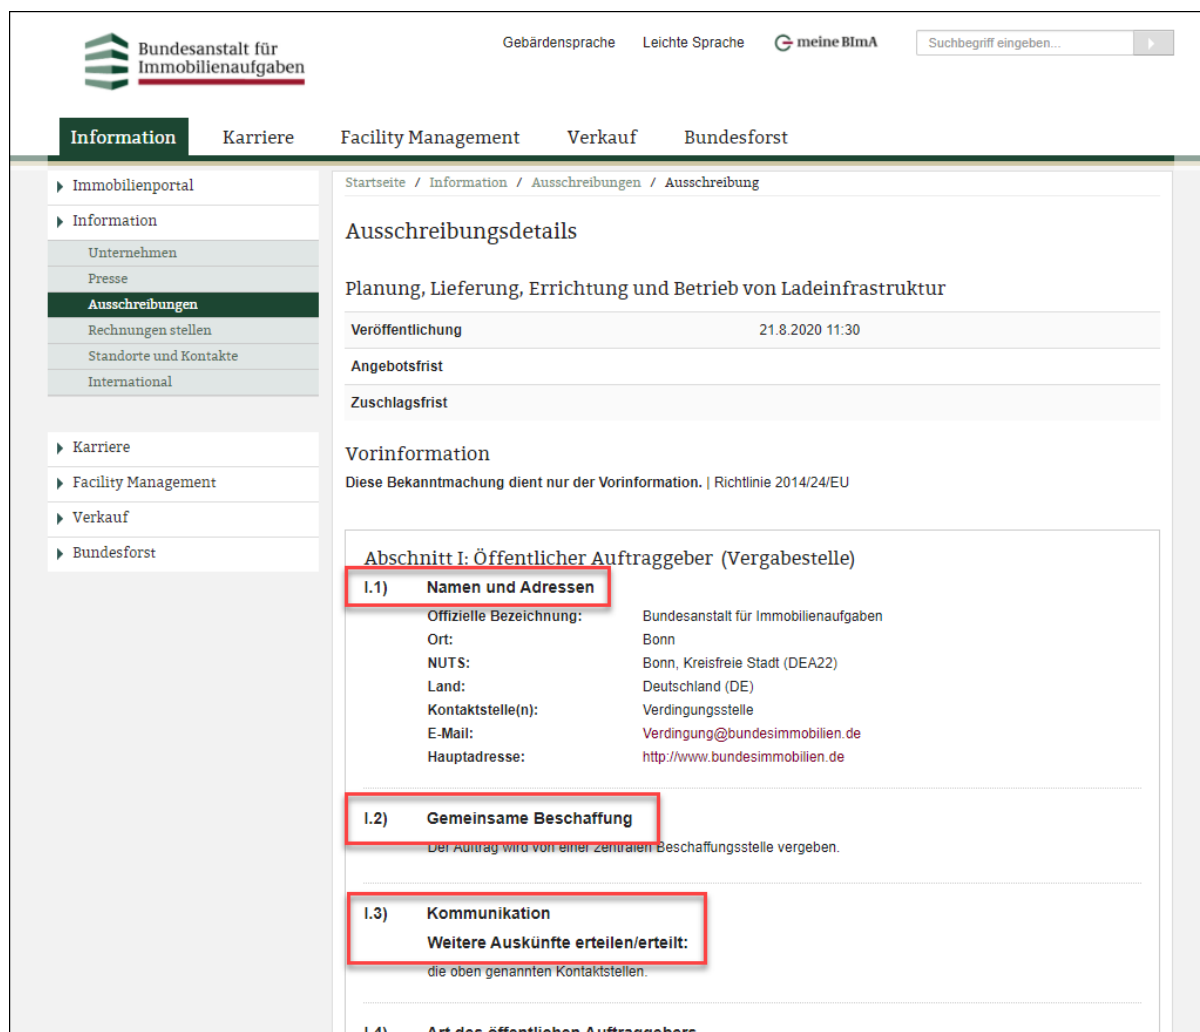 Bundesanstalt für
Immobilienaufgaben
Gebärdensprache Leichte Sprache meine BImA Suchbegriff eingeben...
Information Karriere Facility Management Verkauf Bundesforst
Immobilienportal
Information
Unternehmen
Presse
Ausschreibungen
Rechnungen stellen
Standorte und Kontakte
International
Karriere
Facility Management
Verkauf
Bundesforst
Startseite / Information / Ausschreibungen / Ausschreibung
Ausschreibungsdetails
Planung, Lieferung, Errichtung und Betrieb von Ladeinfrastruktur
Veröffentlichung 21.8.2020 11:30
Angebotsfrist
Zuschlagsfrist
Vorinformation
Diese Bekanntmachung dient nur der Vorinformation. | Richtlinie 2014/24/EU
Abschnitt I: Öffentlicher Auftraggeber (Vergabestelle)
I.1) Namen und Adressen
Offizielle Bezeichnung: Bundesanstalt für Immobilienaufgaben
Ort: Bonn
NUTS: Bonn, Kreisfreie Stadt (DEA22)
Land: Deutschland (DE)
Kontaktstelle(n): Verdingungsstelle
E-Mail: Verdingung@bundesimmobilien.de
Hauptadresse: http://www.bundesimmobilien.de
I.2) Gemeinsame Beschaffung
Der Auftrag wird von einer zentralen Beschaffungsstelle vergeben.
I.3) Kommunikation
Weitere Auskünfte erteilen/erteilt:
die oben genannten Kontaktstellen.
I.4) Art des öffentlichen Auftraggebers